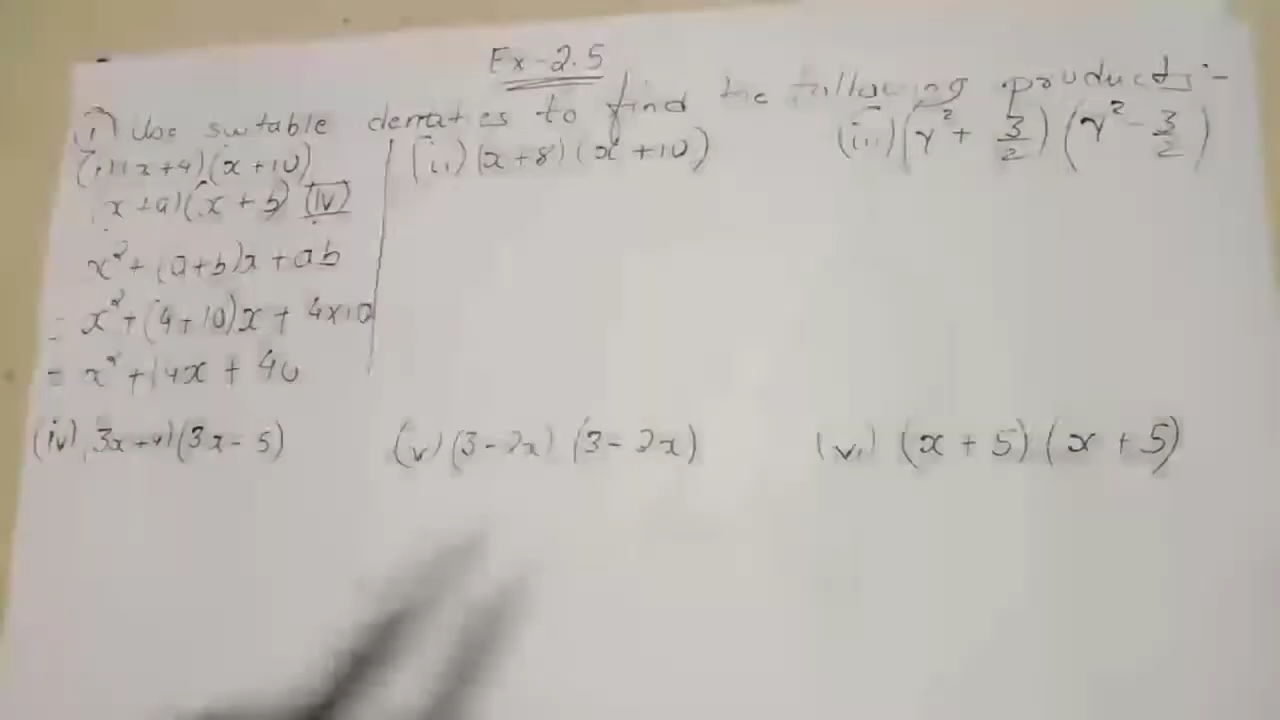 Ex - 2.5
(1) Use suitable denties to find the following products :-
(i) (x+4)(x+10)
(x+a)(x+b) (iv)
x² + (a+b)x + ab
= x² + (4+10)x + 4×10
= x² + 14x + 40
(ii) (x+8)(x+10)
(iii) (y² + 3/2)(y² - 3/2)
(iv) 3x+4)(3x-5)
(v) (3-2x)(3-2x)
(vi) (x+5)(x+5)